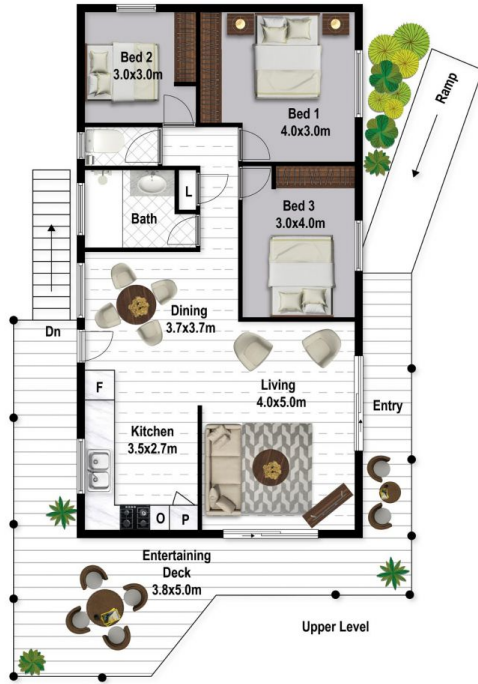 Bed 2
3.0x3.0m
Bed 1
4.0x3.0m
Ramp
L
Bath
Bed 3
3.0x4.0m
Dining
3.7x3.7m
Dn
Living
4.0x5.0m
F
Entry
Kitchen
3.5x2.7m
O
P
Entertaining
Deck
3.8x5.0m
Upper Level